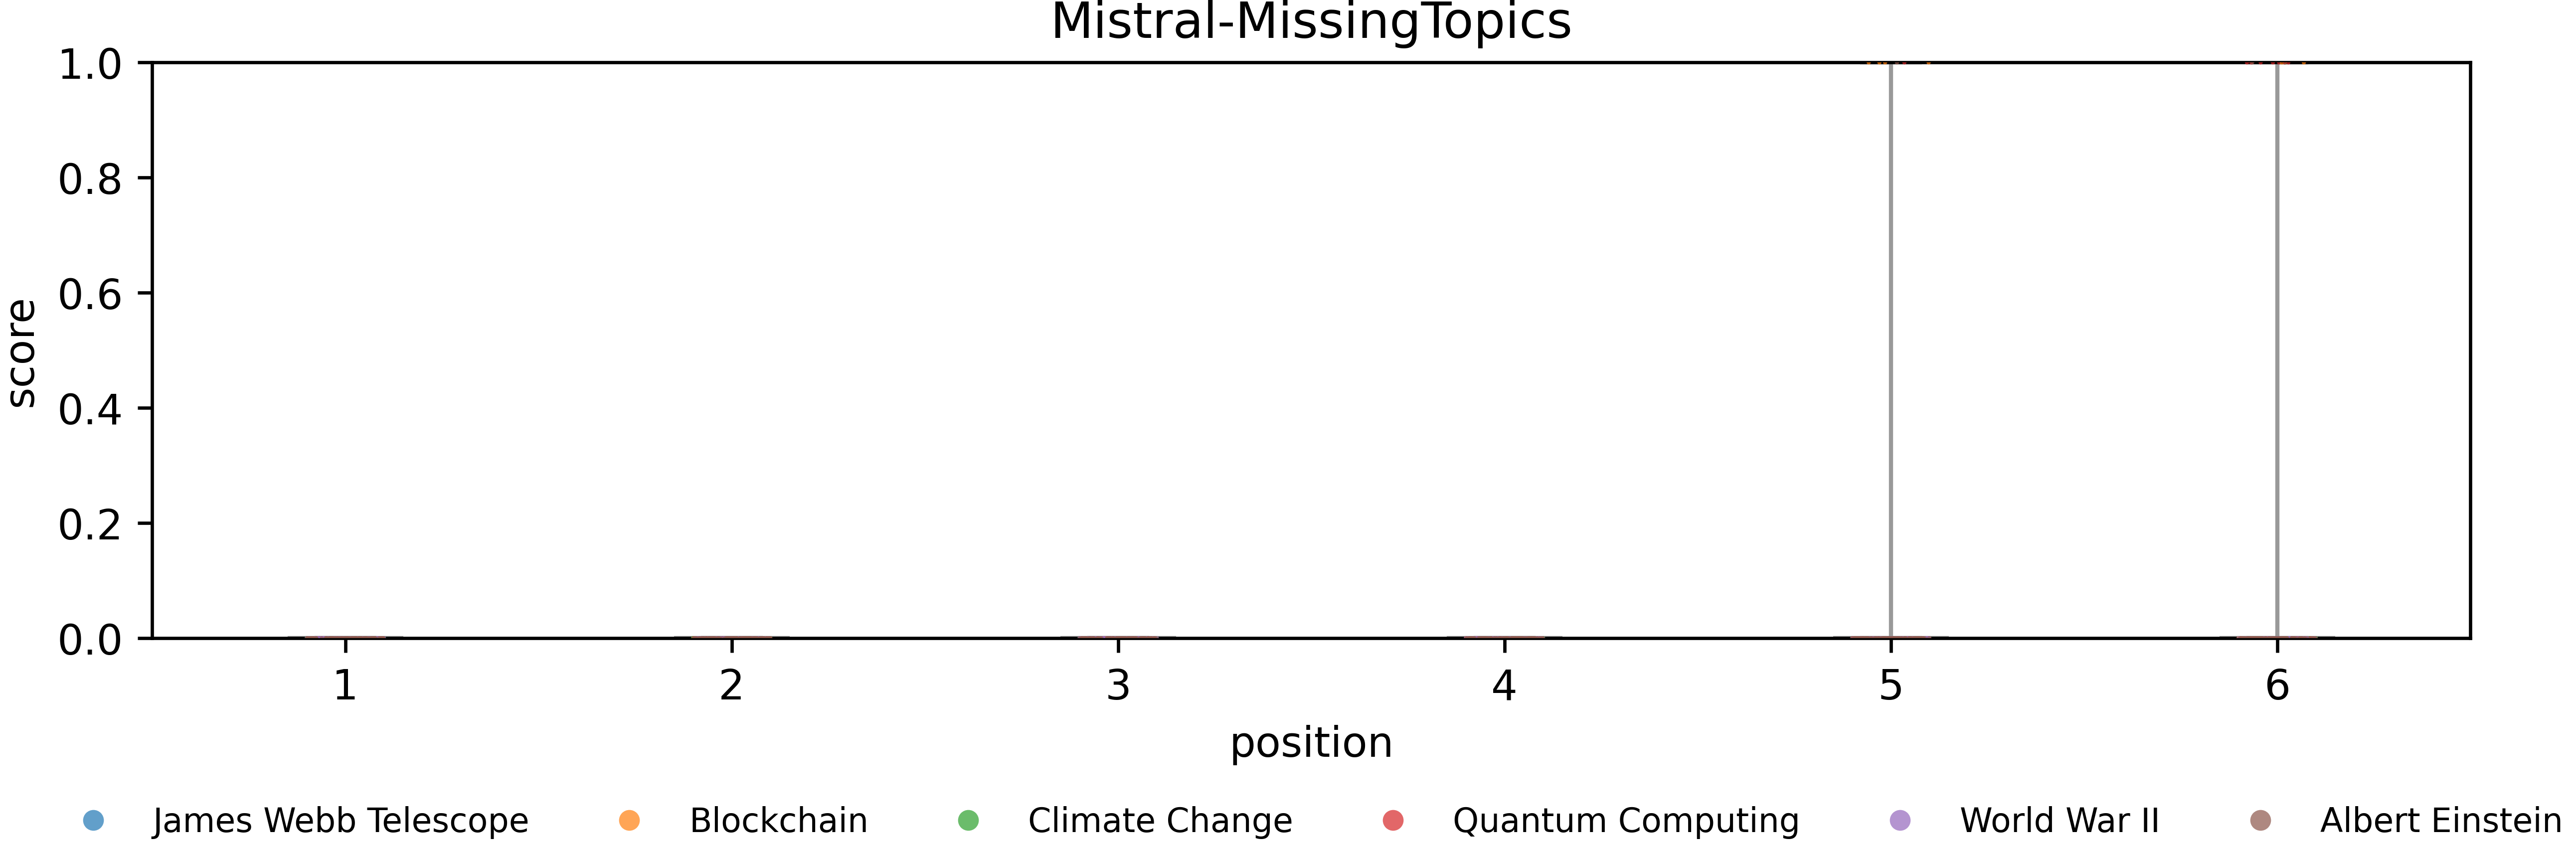 Mistral-MissingTopics
1.0
0.8
0.6
0.4
0.2
0.0
score
1 2 3 4 5 6
position
James Webb Telescope Blockchain Climate Change Quantum Computing World War II Albert Einstein